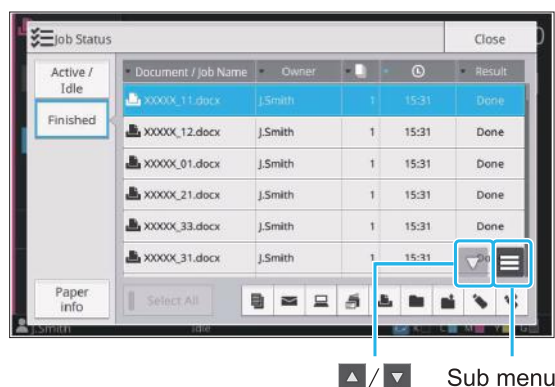 Job Status
Close
Active /
Idle
Finished
Document / Job Name Owner Result
XXXXX_11.docx J.Smith 1 15:31 Done
XXXXX_12.docx J.Smith 1 15:31 Done
XXXXX_01.docx J.Smith 1 15:31 Done
XXXXX_21.docx J.Smith 1 15:31 Done
XXXXX_33.docx J.Smith 1 15:31 Done
XXXXX_31.docx J.Smith 1 15:31
Paper
info
Select All
J.Smith Idle K C M Y
/
Sub menu